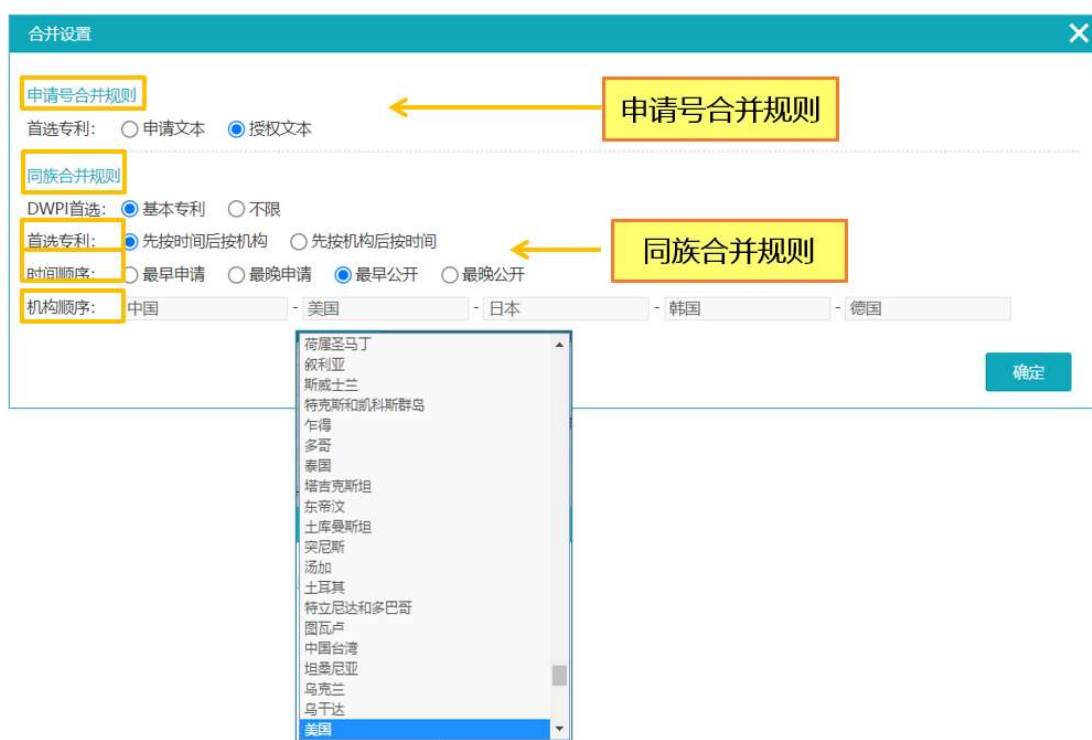 合并设置
申请号合并规则
申请号合并规则
首选专利： 申请文本 授权文本
同族合并规则
DWPI首选： 基本专利 不限
首选专利： 先按时间后按机构 先按机构后按时间
同族合并规则
时间顺序： 最早申请 最晚申请 最早公开 最晚公开
机构顺序： 中国 - 美国 - 日本 - 韩国 - 德国
荷属圣马丁
叙利亚
斯威士兰
特克斯和凯科斯群岛
乍得
多哥
泰国
塔吉克斯坦
东帝汶
土库曼斯坦
突尼斯
汤加
土耳其
特立尼达和多巴哥
图瓦卢
中国台湾
坦桑尼亚
乌克兰
乌干达
美国
确定